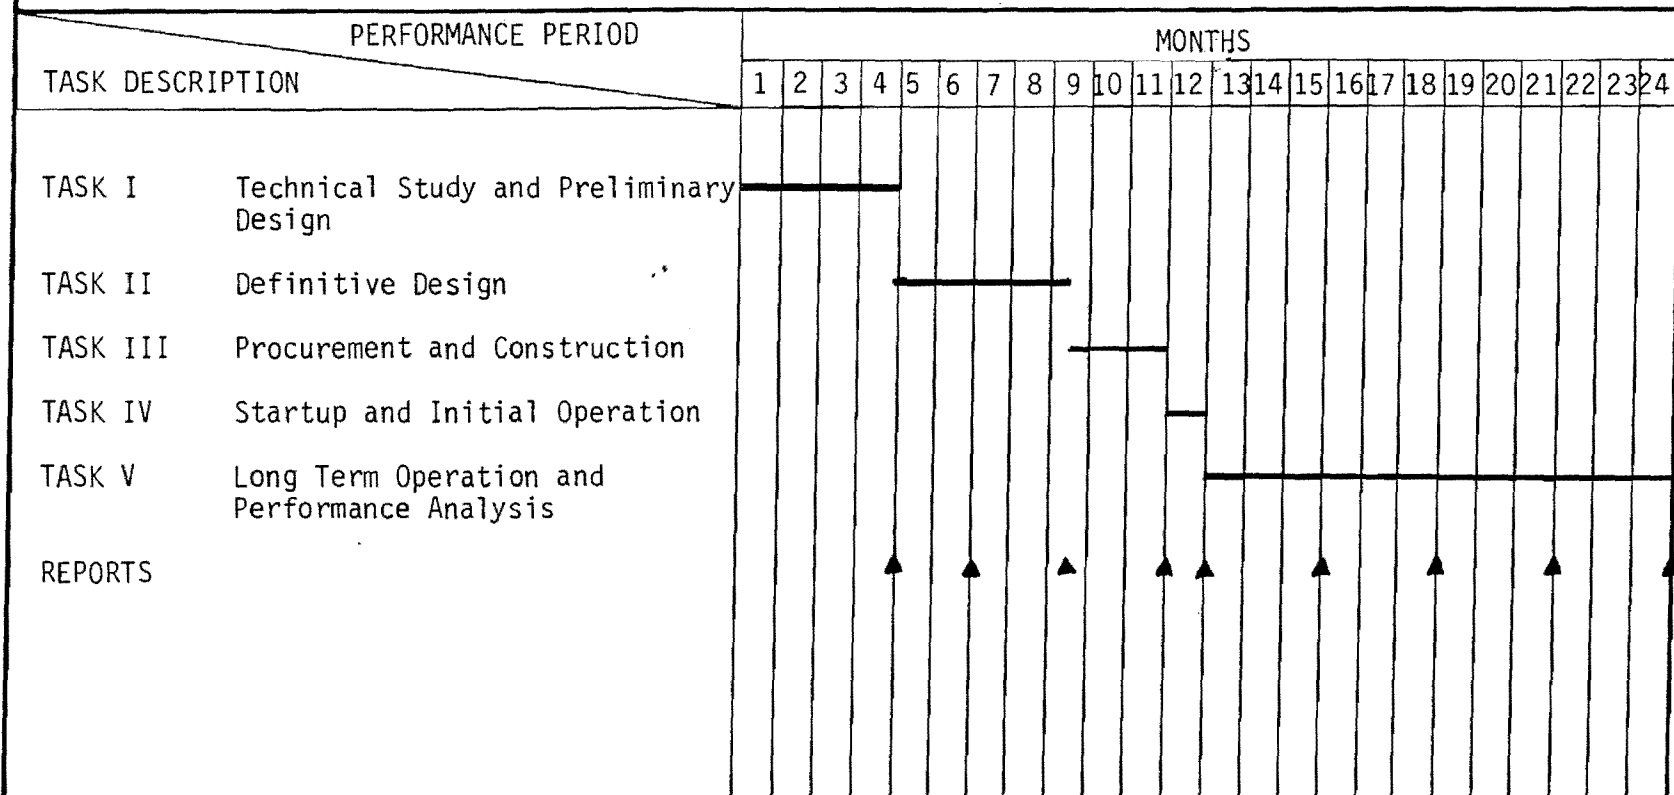 PERFORMANCE PERIOD
MONTHS
TASK DESCRIPTION
1 2 3 4 5 6 7 8 9 10 11 12 13 14 15 16 17 18 19 20 21 22 23 24
TASK I Technical Study and Preliminary
Design
TASK II Definitive Design
TASK III Procurement and Construction
TASK IV Startup and Initial Operation
TASK V Long Term Operation and
Performance Analysis
REPORTS